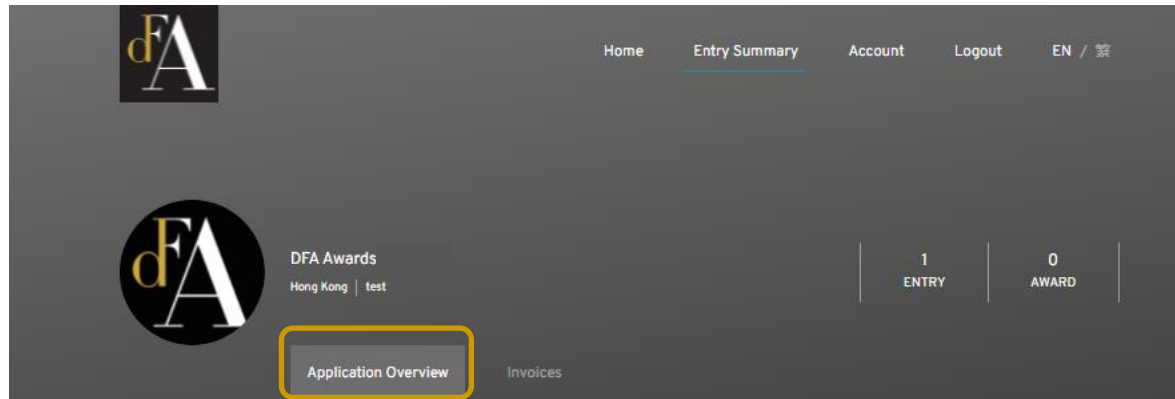 dFA
Home Entry Summary Account Logout EN / 繁
dFA
DFA Awards
Hong Kong | test
1
ENTRY
0
AWARD
Application Overview Invoices